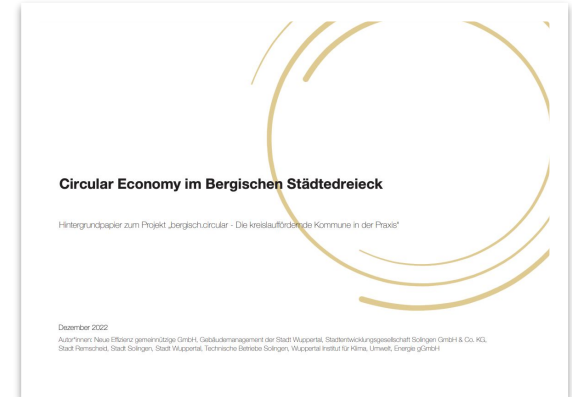 Circular Economy im Bergischen Städtedreieck
Hintergrundpapier zum Projekt „bergisch.circular - Die kreislauffördernde Kommune in der Praxis“
Dezember 2022
Autor*innen: Neue Effizienz gemeinnützige GmbH, Gebäudemanagement der Stadt Wuppertal, Stadtentwicklungsgesellschaft Solingen GmbH & Co. KG,
Stadt Remscheid, Stadt Solingen, Stadt Wuppertal, Technische Betriebe Solingen, Wuppertal Institut für Klima, Umwelt, Energie gGmbH